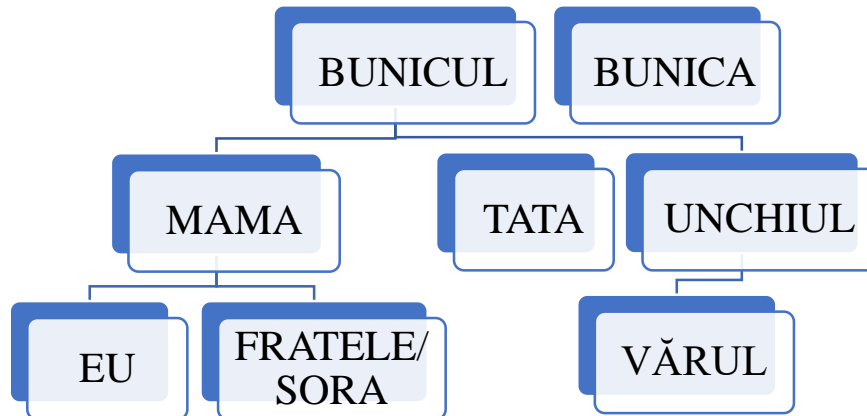 BUNICUL
BUNICA
MAMA
TATA
UNCHIUL
EU
FRATELE/
SORA
VĂRUL